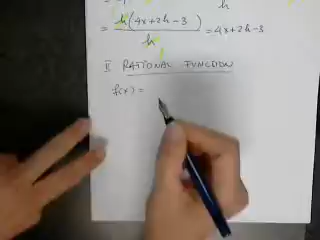 h
= h(4x+2h-3) / h = 4x+2h-3
II RATIONAL FUNCTION
f(x) =